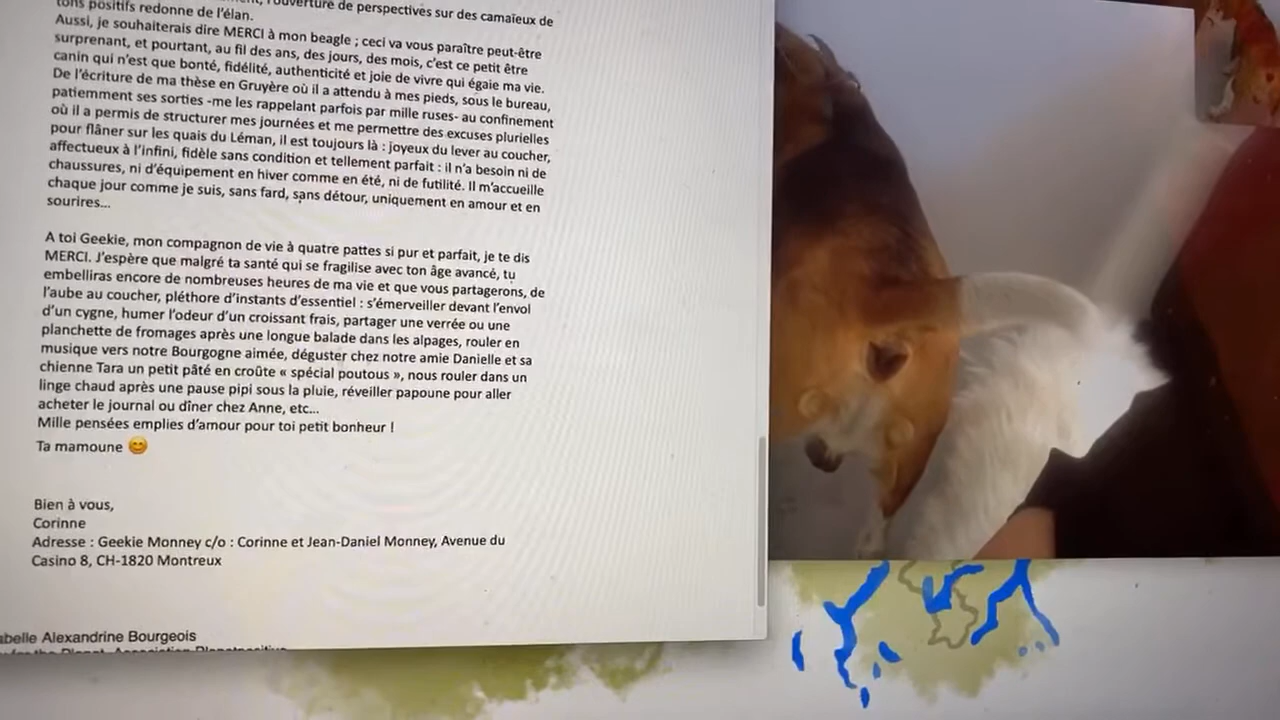 l'ouverture de perspectives sur des camaïeux de
tons positifs redonne de l'élan.
Aussi, je souhaiterais dire MERCI à mon beagle ; ceci va vous paraître peut-être
surprenant, et pourtant, au fil des ans, des jours, des mois, c'est ce petit être
canin qui n'est que bonté, fidélité, authenticité et joie de vivre qui égaie ma vie.
De l'écriture de ma thèse en Gruyère où il a attendu à mes pieds, sous le bureau,
patiemment ses sorties -me les rappelant parfois par mille ruses- au confinement
où il a permis de structurer mes journées et me permettre des excuses plurielles
pour flâner sur les quais du Léman, il est toujours là : joyeux du lever au coucher,
affectueux à l'infini, fidèle sans condition et tellement parfait : il n'a besoin ni de
chaussures, ni d'équipement en hiver comme en été, ni de futilité. Il m'accueille
chaque jour comme je suis, sans fard, sans détour, uniquement en amour et en
sourires...
A toi Geekie, mon compagnon de vie à quatre pattes si pur et parfait, je te dis
MERCI. J'espère que malgré ta santé qui se fragilise avec ton âge avancé, tu
embelliras encore de nombreuses heures de ma vie et que vous partagerons, de
l'aube au coucher, pléthore d'instants d'essentiel : s'émerveiller devant l'envol
d'un cygne, humer l'odeur d'un croissant frais, partager une verrée ou une
planchette de fromages après une longue balade dans les alpages, rouler en
musique vers notre Bourgogne aimée, déguster chez notre amie Danielle et sa
chienne Tara un petit pâté en croûte « spécial poutous », nous rouler dans un
linge chaud après une pause pipi sous la pluie, réveiller papoune pour aller
acheter le journal ou dîner chez Anne, etc...
Mille pensées emplies d'amour pour toi petit bonheur !
Ta mamoune 😊
Bien à vous,
Corinne
Adresse : Geekie Monney c/o : Corinne et Jean-Daniel Monney, Avenue du
Casino 8, CH-1820 Montreux
abelle Alexandrine Bourgeois